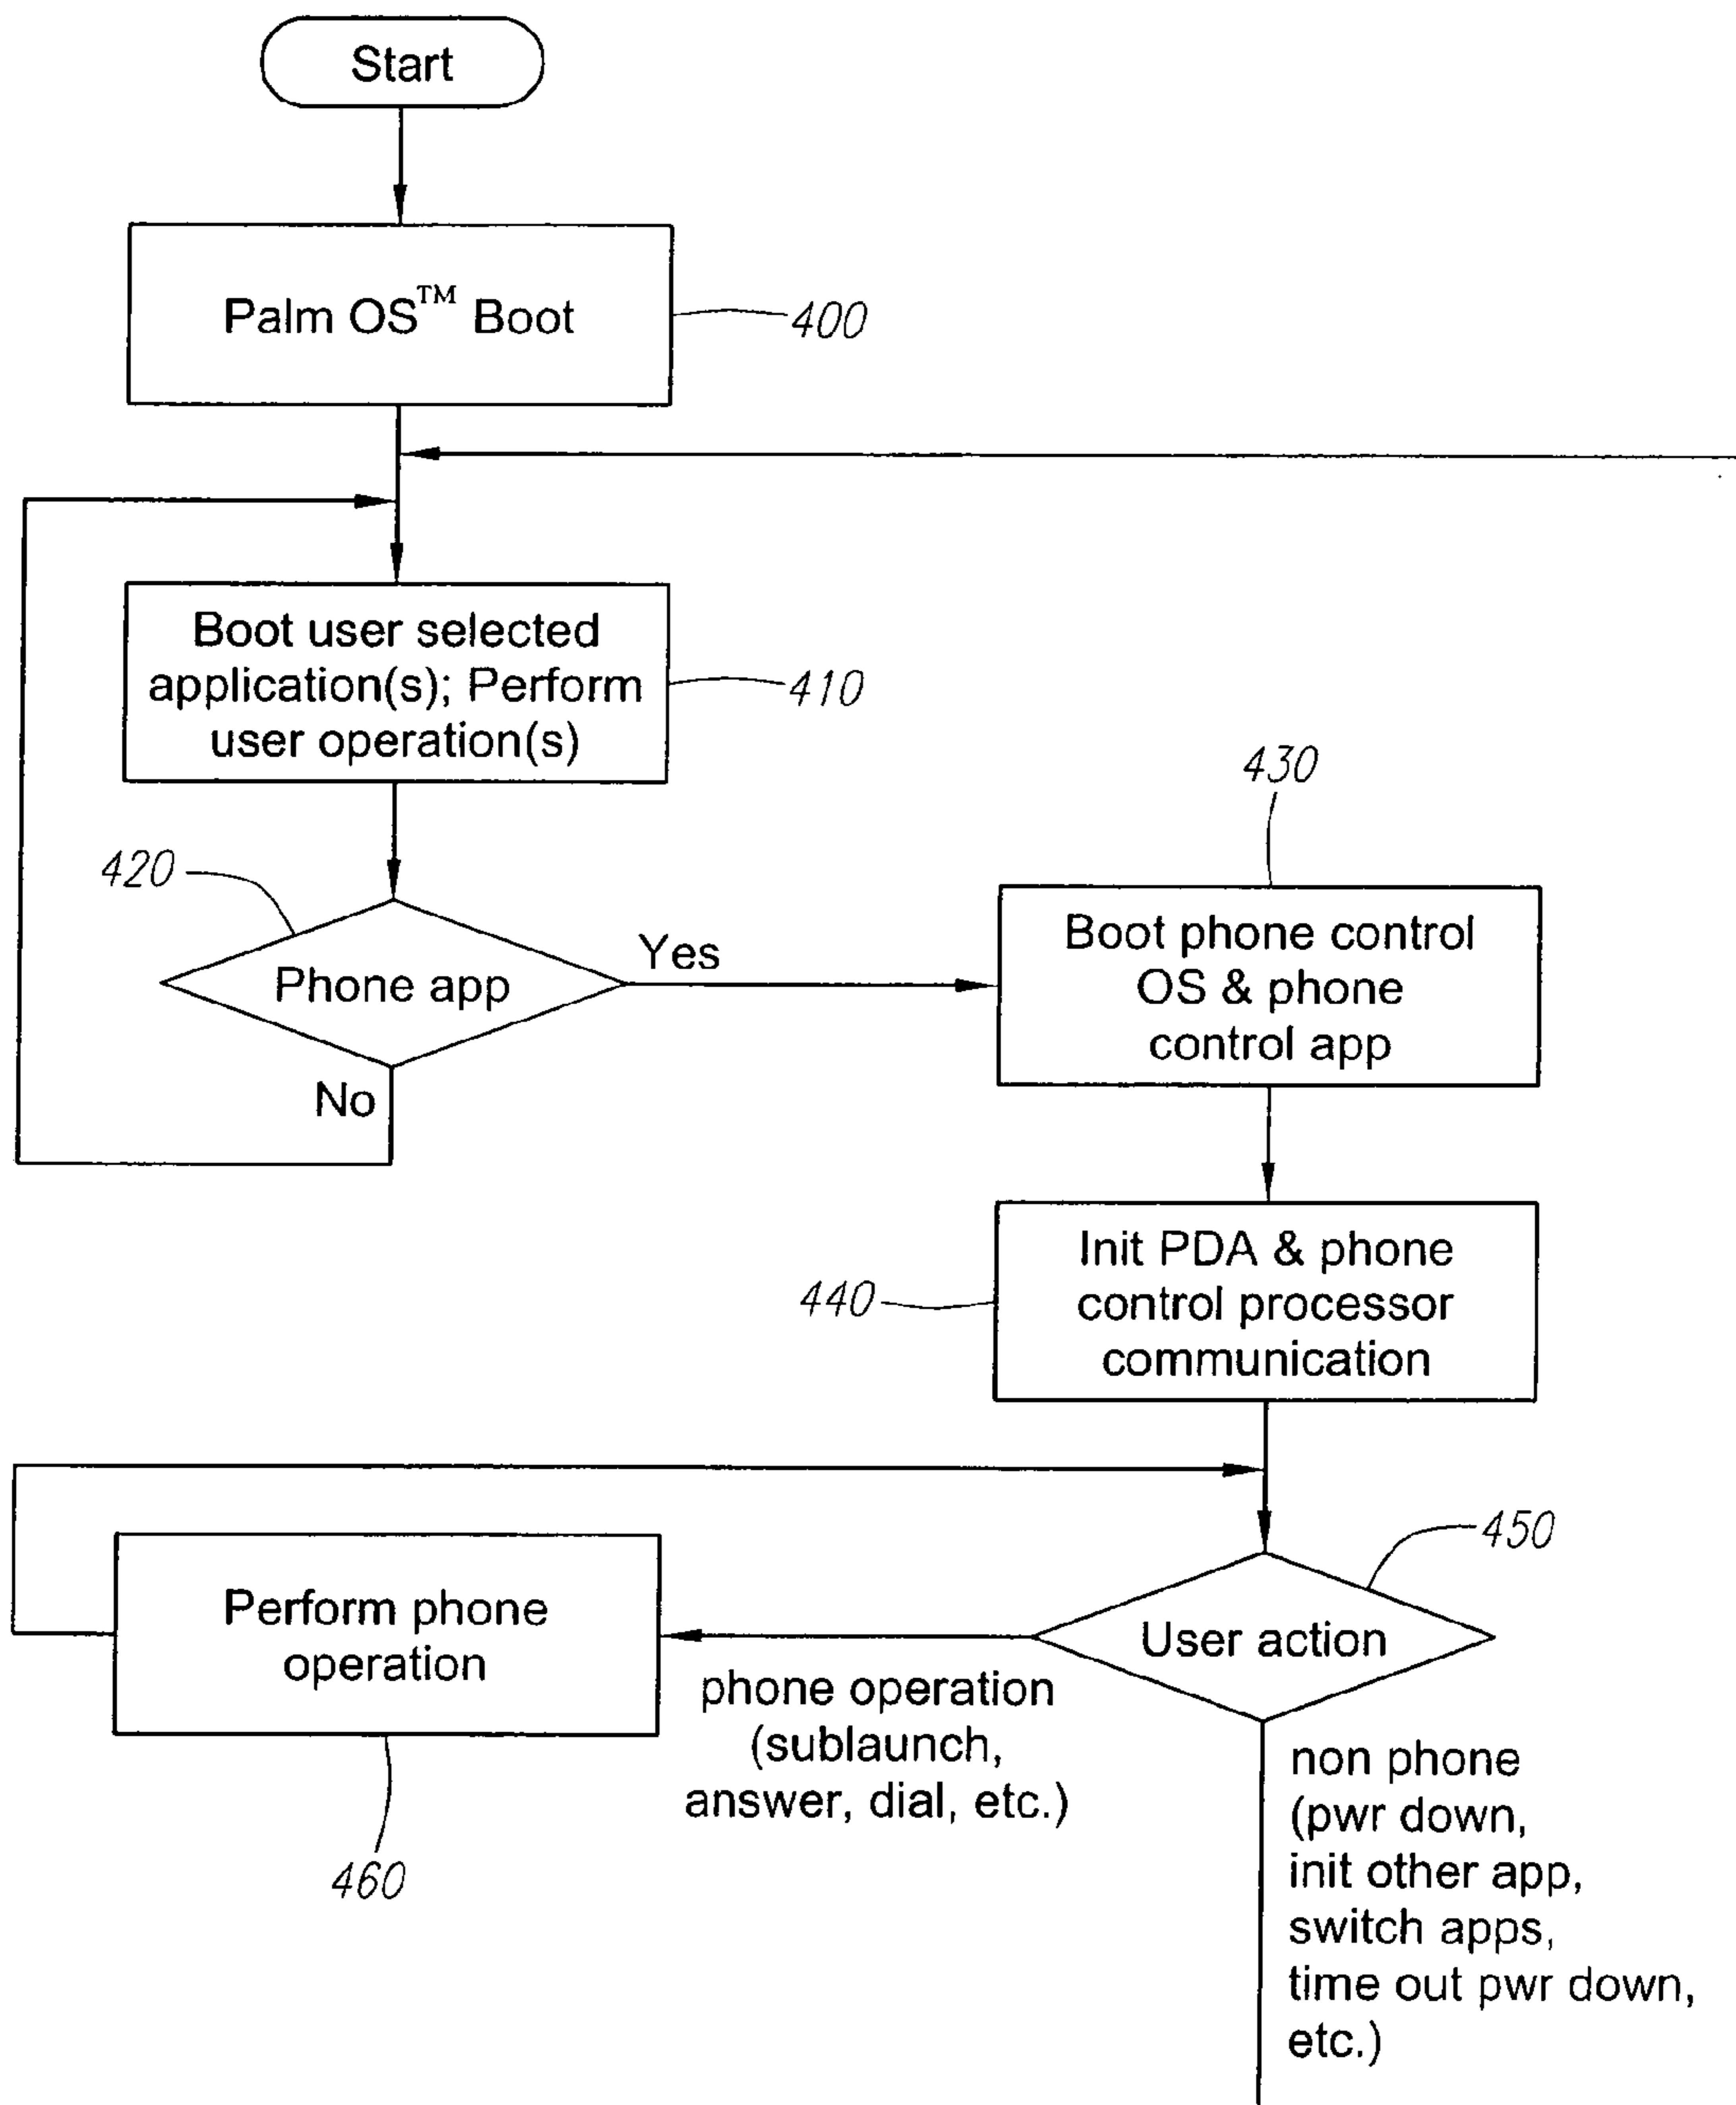 Start
Palm OS™ Boot
400
Boot user selected
application(s); Perform
user operation(s)
410
420
Phone app
Yes
No
430
Boot phone control
OS & phone
control app
440
Init PDA & phone
control processor
communication
450
User action
Perform phone
operation
460
phone operation
(sublaunch,
answer, dial, etc.)
non phone
(pwr down,
init other app,
switch apps,
time out pwr down,
etc.)